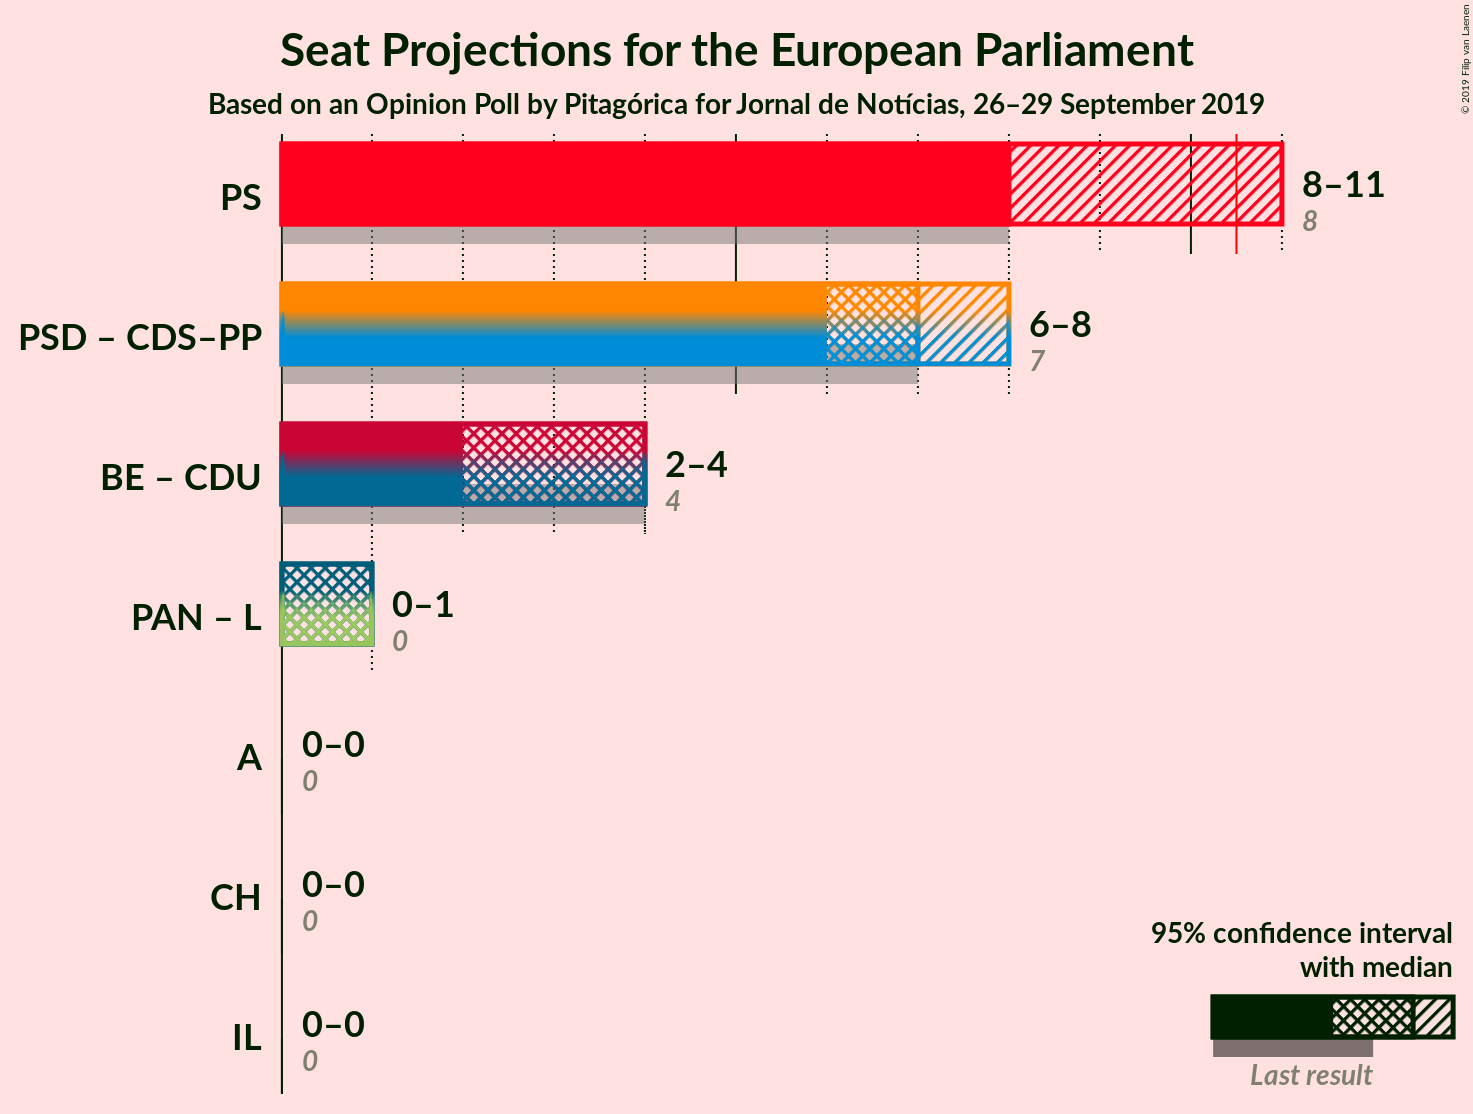 Seat Projections for the European Parliament
Based on an Opinion Poll by Pitagórica for Jornal de Notícias, 26–29 September 2019
© 2019 Filip van Laenen
PS
8–11
8
PSD – CDS–PP
6–8
7
BE – CDU
2–4
4
PAN – L
0–1
0
A
0–0
0
CH
0–0
0
IL
0–0
0
95% confidence interval
with median
Last result